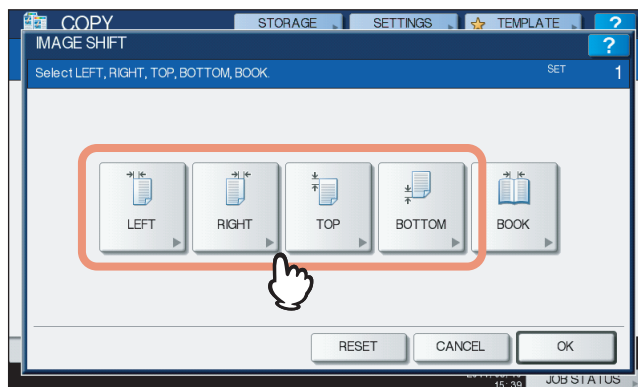 COPY STORAGE SETTINGS TEMPLATE ?
IMAGE SHIFT ?
Select LEFT, RIGHT, TOP, BOTTOM, BOOK. SET 1
LEFT RIGHT TOP BOTTOM BOOK
RESET CANCEL OK
15:39 JOB STATUS